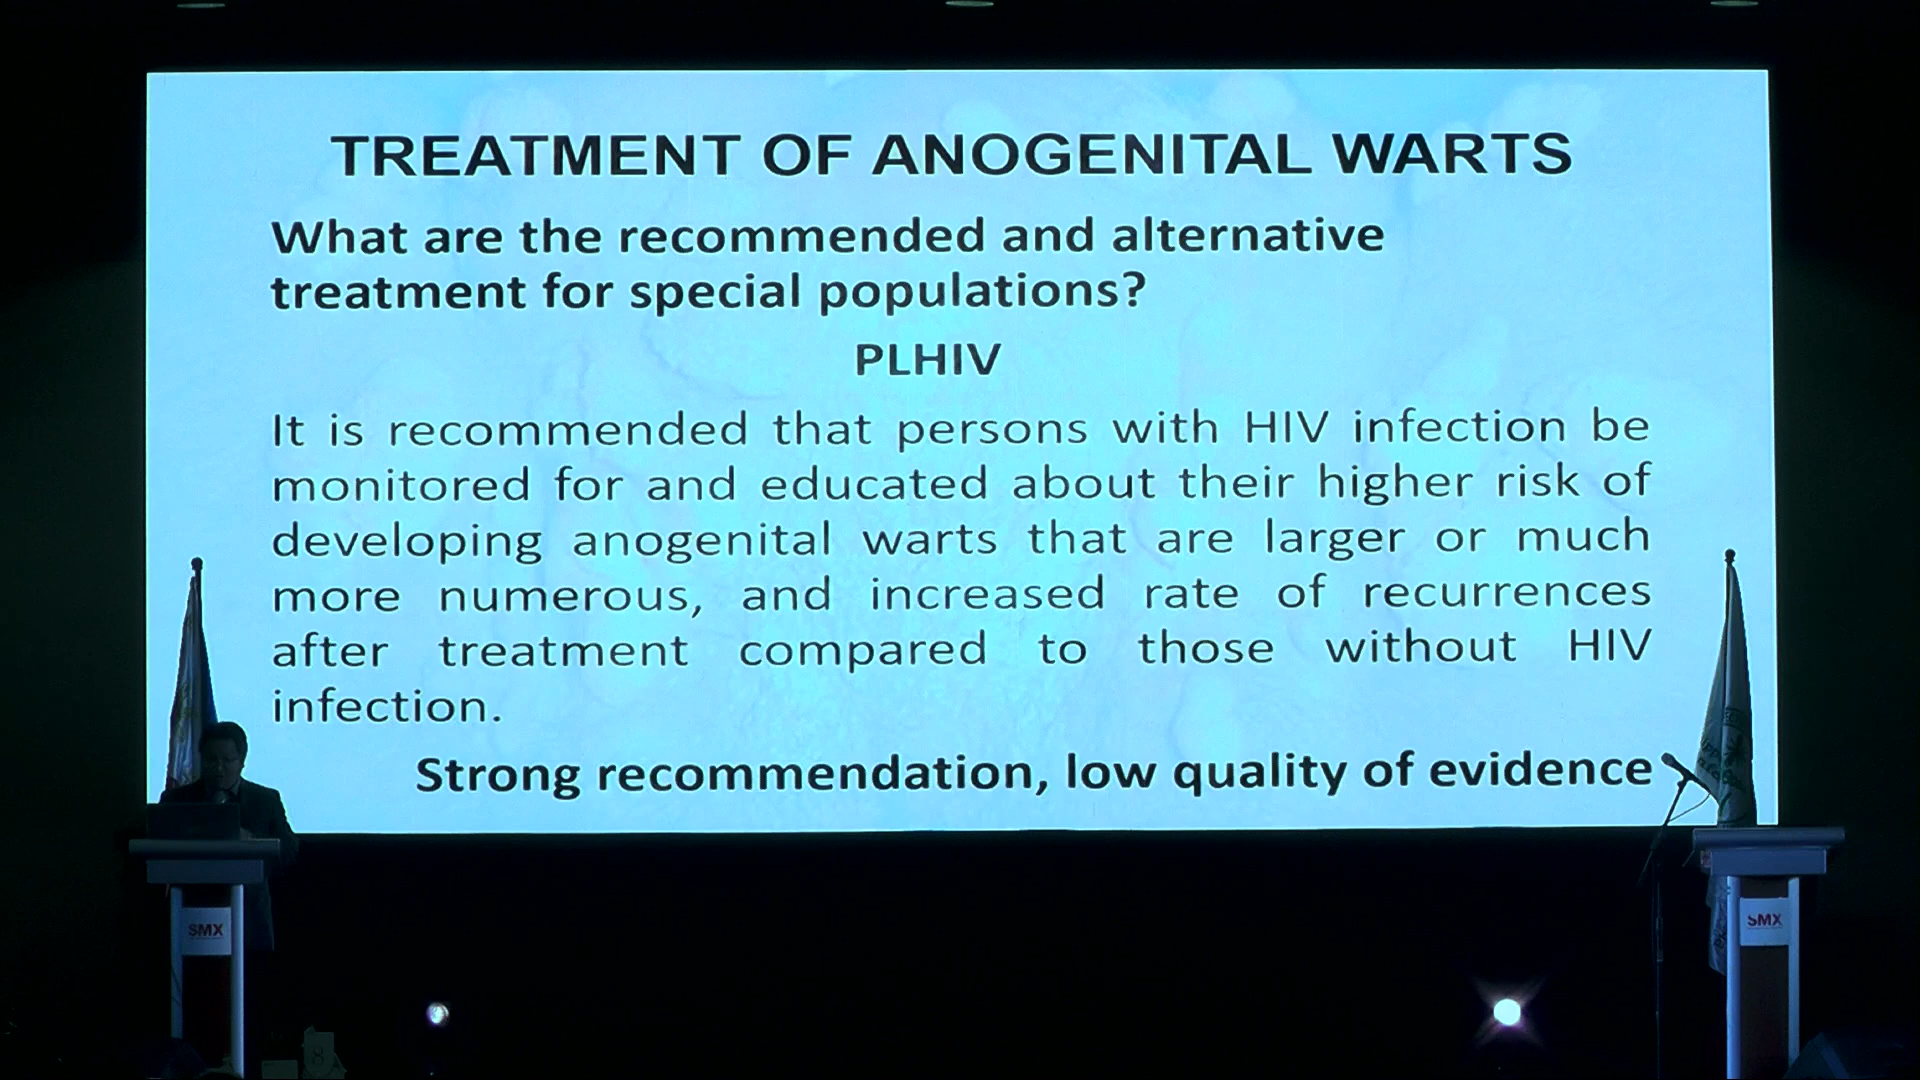 TREATMENT OF ANOGENITAL WARTS
What are the recommended and alternative
treatment for special populations?
PLHIV
It is recommended that persons with HIV infection be
monitored for and educated about their higher risk of
developing anogenital warts that are larger or much
more numerous, and increased rate of recurrences
after treatment compared to those without HIV
infection.
Strong recommendation, low quality of evidence
SMX
SMX